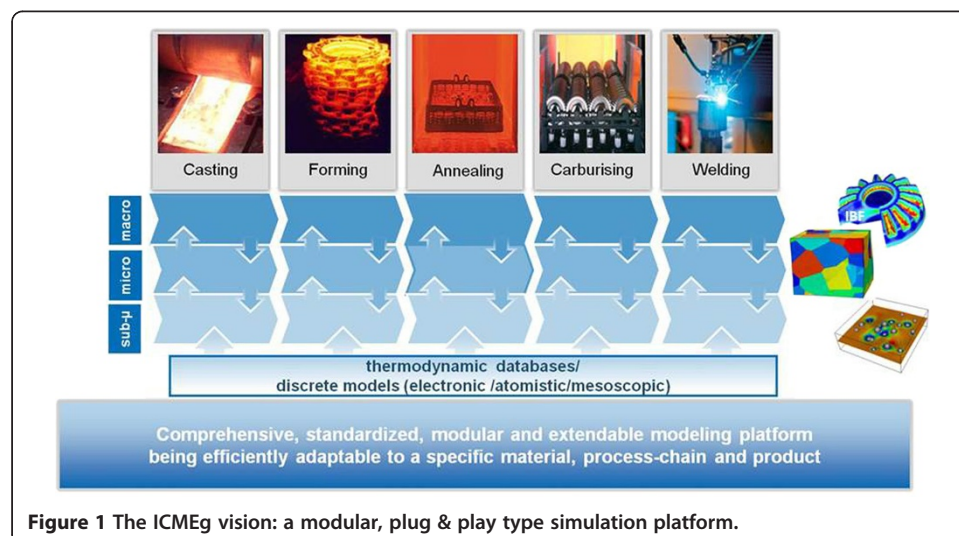 Casting Forming Annealing Carburising Welding
macro
IBF
micro
sub-μ
thermodynamic databases/
discrete models (electronic /atomistic/mesoscopic)
Comprehensive, standardized, modular and extendable modeling platform
being efficiently adaptable to a specific material, process-chain and product
Figure 1 The ICMEg vision: a modular, plug & play type simulation platform.